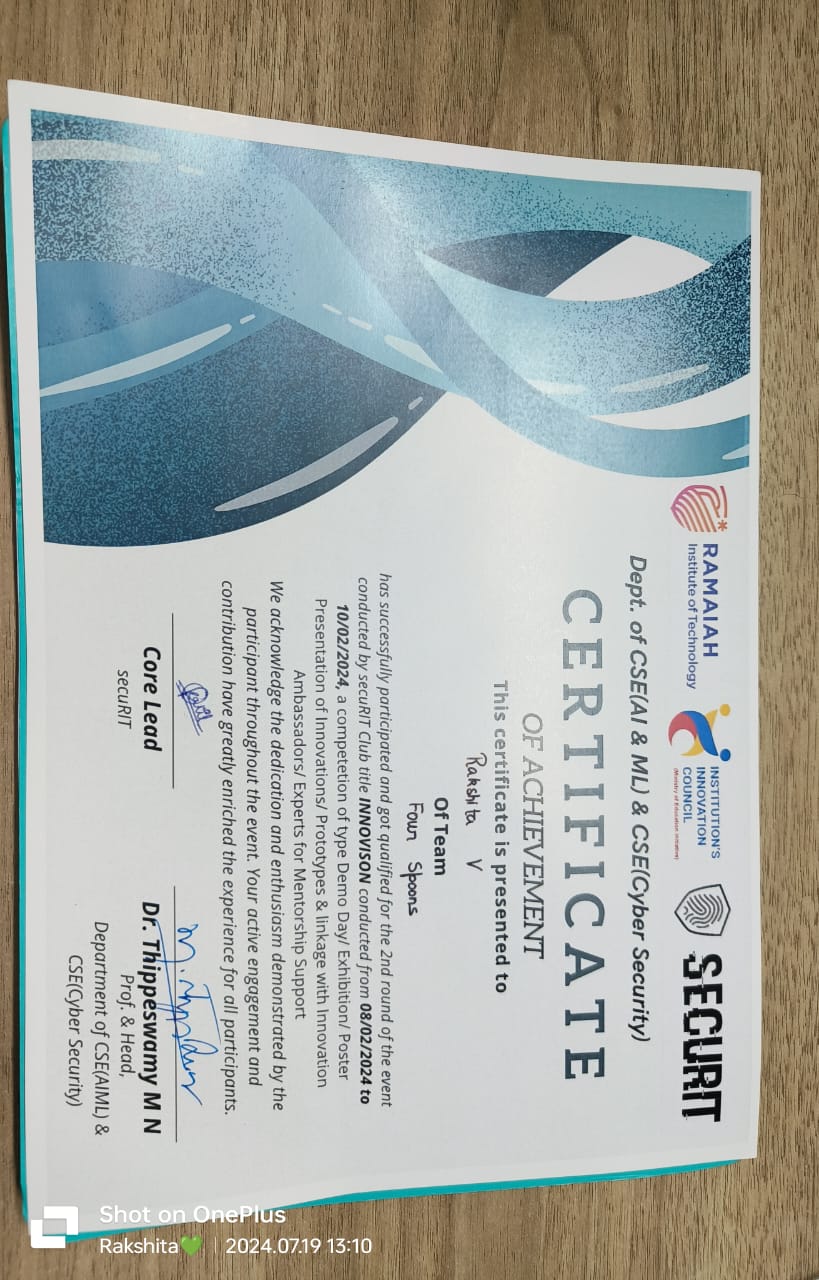 RAMAIAH
Institute of Technology
INSTITUTION'S
INNOVATION
COUNCIL
(Ministry of Education Initiative)
SECURIT
Dept. of CSE(AI & ML) & CSE(Cyber Security)
CERTIFICATE
OF ACHIEVEMENT
This certificate is presented to
Rakshita V
Of Team
Four Spoons
has successfully participated and got qualified for the 2nd round of the event
conducted by secuRIT Club title INNOVISON conducted from 08/02/2024 to
10/02/2024, a competetion of type Demo Day/ Exhibition/ Poster
Presentation of Innovations/ Prototypes & linkage with Innovation
Ambassadors/ Experts for Mentorship Support
We acknowledge the dedication and enthusiasm demonstrated by the
participant throughout the event. Your active engagement and
contribution have greatly enriched the experience for all participants.
Core Lead
secuRIT
Dr. Thippeswamy M N
Prof. & Head,
Department of CSE(AIML) &
CSE(Cyber Security)
Shot on OnePlus
Rakshita💚 | 2024.07.19 13:10